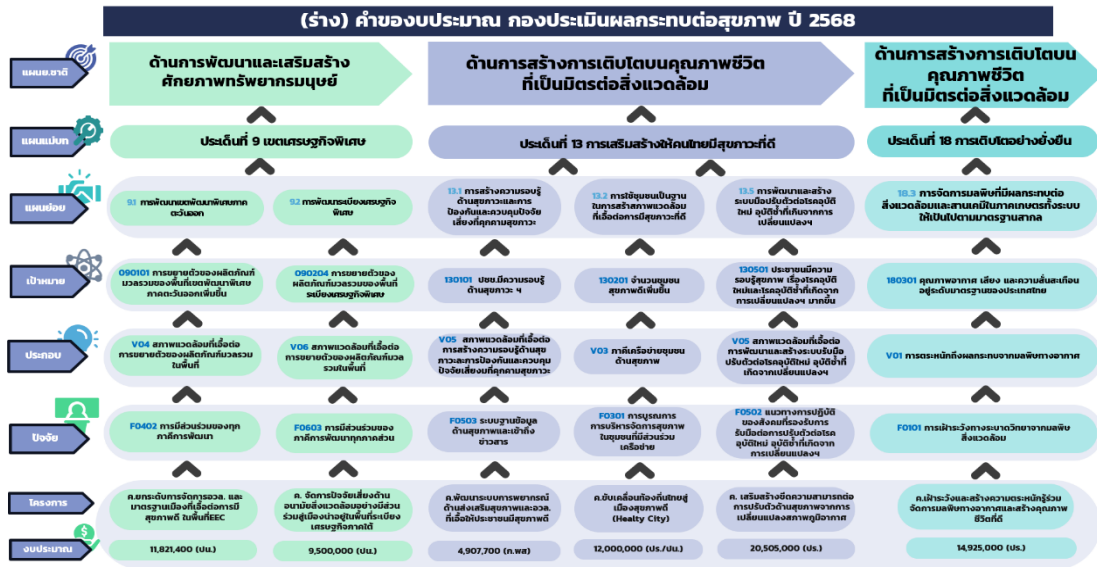 (ร่าง) คำของบประมาณ กองประเมินผลกระทบต่อสุขภาพ ปี 2568
แผนย.ชาติ
ด้านการพัฒนาและเสริมสร้าง
ศักยภาพทรัพยากรมนุษย์
ด้านการสร้างการเติบโตบนคุณภาพชีวิต
ที่เป็นมิตรต่อสิ่งแวดล้อม
ด้านการสร้างการเติบโตบน
คุณภาพชีวิต
ที่เป็นมิตรต่อสิ่งแวดล้อม
แผนแม่บท
ประเด็นที่ 9 เขตเศรษฐกิจพิเศษ
ประเด็นที่ 13 การเสริมสร้างให้คนไทยมีสุขภาวะที่ดี
ประเด็นที่ 18 การเติบโตอย่างยั่งยืน
แผนย่อย
9.1 การพัฒนาเขตพัฒนาพิเศษภาค
ตะวันออก
9.2 การพัฒนาระเบียงเศรษฐกิจ
พิเศษ
13.1 การสร้างความรอบรู้
ด้านสุขภาวะและการ
ป้องกันและควบคุมปัจจัย
เสี่ยงที่คุกคามสุขภาวะ
13.2 การใช้ชุมชนเป็นฐาน
ในการสร้างสภาพแวดล้อม
ที่เอื้อต่อการมีสุขภาวะที่ดี
13.5 การพัฒนาและสร้าง
ระบบมือปรับตัวต่อโรคอุบัติ
ใหม่ อุบัติซ้ำที่เกิดจากการ
เปลี่ยนแปลงฯ
18.3 การจัดการมลพิษที่มีผลกระทบต่อ
สิ่งแวดล้อมและสานเคมีในภาคเกษตรทั้งระบบ
ให้เป็นไปตามมาตรฐานสากล
เป้าหมาย
090101 การขยายตัวของผลิตภัณฑ์
มวลรวมของพื้นที่เขตพัฒนาพิเศษ
ภาคตะวันออกเพิ่มขึ้น
090204 การขยายตัวของ
ผลิตภัณฑ์มวลรวมของพื้นที่
ระเบียงเศรษฐกิจพิเศษ
130101 ปชช.มีความรอบรู้
ด้านสุขภาวะ ฯ
130201 จำนวนชุมชน
สุขภาพดีเพิ่มขึ้น
130501 ประชาชนมีความ
รอบรู้สุขภาพ เรื่องโรคอุบัติ
ใหม่และโรคอุบัติซ้ำที่เกิดจาก
การเปลี่ยนแปลงฯ มากขึ้น
180301 คุณภาพอากาศ เสียง และความสั่นสะเทือน
อยู่ระดับมาตรฐานของประเทศไทย
ประกอบ
V04 สภาพแวดล้อมที่เอื้อต่อ
การขยายตัวของผลิตภัณฑ์มวลรวม
ในพื้นที่
V06 สภาพแวดล้อมที่เอื้อต่อ
การขยายตัวของผลิตภัณฑ์มวล
รวมในพื้นที่
V05 สภาพแวดล้อมที่เอื้อต่อ
การสร้างความรอบรู้ด้านสุข
ภาวะและการป้องกันและควบคุม
ปัจจัยเสี่ยงมที่คุกคามสุขภาวะ
V03 ภาคีเครือข่ายชุมชน
ด้านสุขภาพ
V05 สภาพแวดล้อมที่เอื้อต่อ
การพัฒนาและสร้างระบบรับมือ
ปรับตัวต่อโรคอุบัติใหม่ อุบัติซ้ำที่
เกิดจากเปลี่ยนแปลงฯ
V01 การตระหนักถึงผลกระทบจากมลพิษทางอากาศ
ปัจจัย
F0402 การมีส่วนร่วมของทุก
ภาคีการพัฒนา
F0603 การมีส่วนร่วมของ
ภาคีการพัฒนาทุกภาคส่วน
F0503 ระบบฐานข้อมูล
ด้านสุขภาพและเข้าถึง
ข่าวสาร
F0301 การบูรณาการ
การบริหารจัดการสุขภาพ
ในชุมชนที่มีส่วนร่วม
เครือข่าย
F0502 แนวทางการปฏิบัติ
ของสังคมที่รองรับการ
รับมือต่อการปรับตัวต่อโรค
อุบัติใหม่ อุบัติซ้ำที่เกิดจาก
การเปลี่ยนแปลงฯ
F0101 การเฝ้าระวังทางระบาดวิทยาจากมลพิษ
สิ่งแวดล้อม
โครงการ
ค.ยกระดับการจัดการอวล. และ
มาตรฐานเมืองที่เอื้อต่อการมี
สุขภาพดี ในพื้นที่EEC
ค. จัดการปัจจัยเสี่ยงด้าน
อนามัยสิ่งแวดล้อมอย่างมีส่วน
ร่วมสู่เมืองน่าอยู่ในพื้นที่ระเบียง
เศรษฐกิจภาคใต้
ค.พัฒนาระบบการพยากรณ์
ด้านส่งเสริมสุขภาพและอวล.
ที่เอื้อให้ประชาชนมีสุขภาพดี
ค.ขับเคลื่อนท้องถิ่นไทยสู่
เมืองสุขภาพดี
(Healty City)
ค. เสริมสร้างขีดความสามารถต่อ
การปรับตัวด้านสุขภาพจากการ
เปลี่ยนแปลงสภาพภูมิอากาศ
ค.เฝ้าระวังและสร้างความตระหนักรู้ร่วม
จัดการมลพิษทางอากาศและสร้างคุณภาพ
ชีวิตที่ดี
งบประมาณ
11,821,400 (ปน.)
9,500,000 (ปน.)
4,907,700 (ภ.พส)
12,000,000 (ปร./ปน.)
20,505,000 (ปร.)
14,925,000 (ปร.)